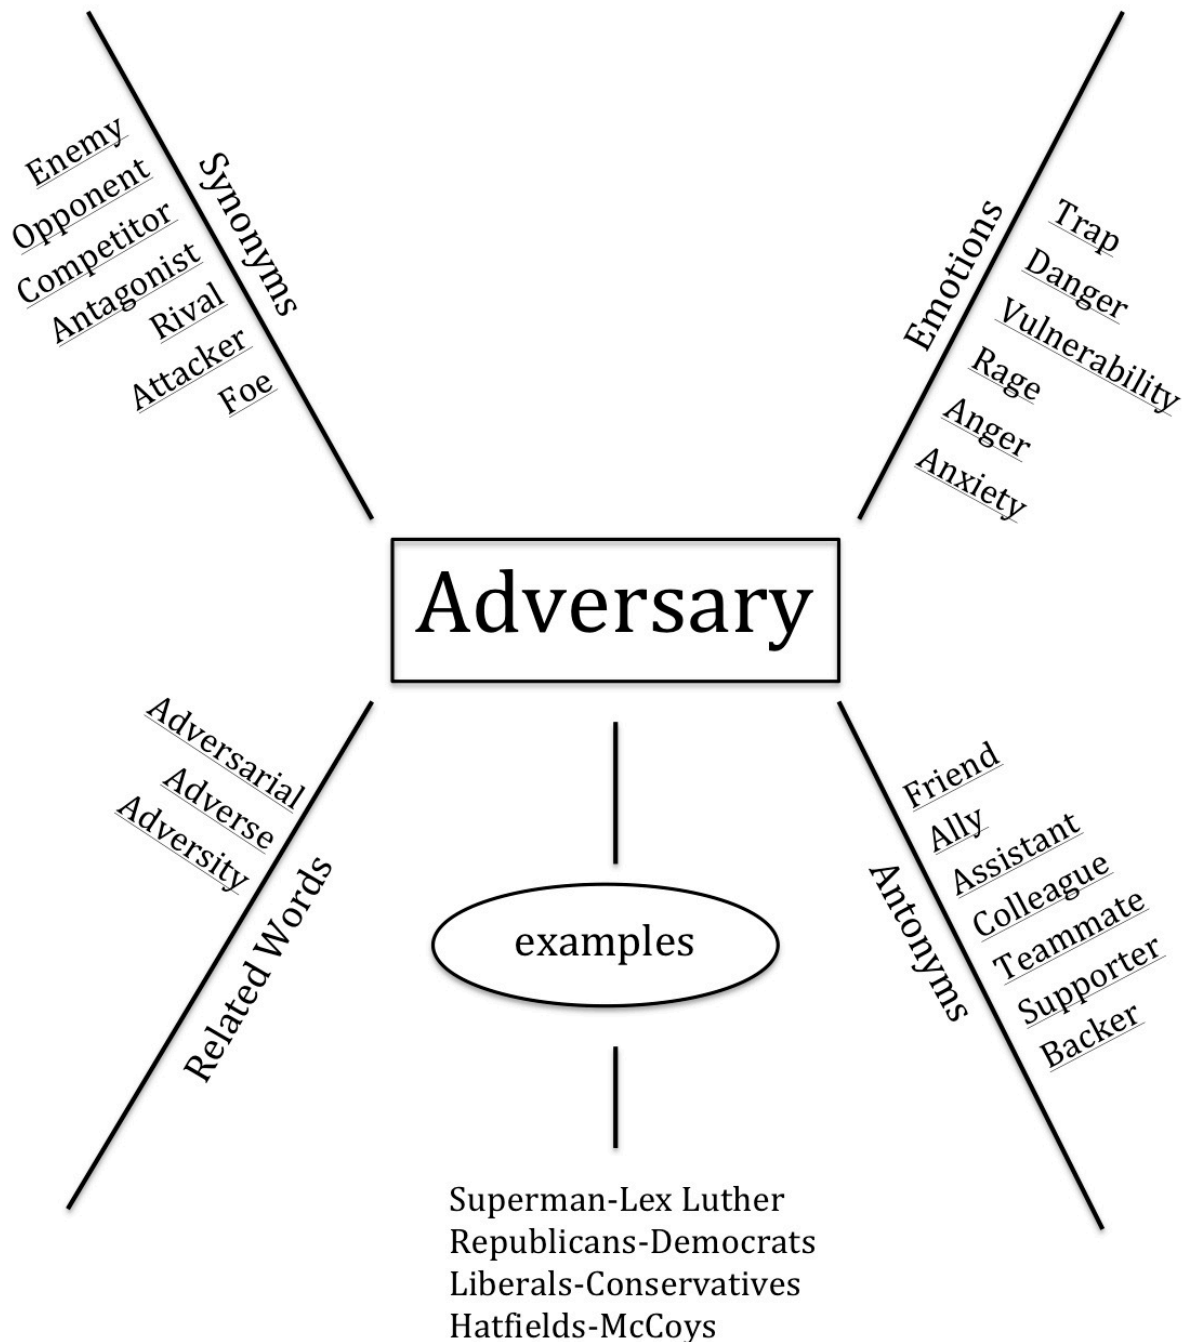 Synonyms
Enemy
Opponent
Competitor
Antagonist
Rival
Attacker
Foe
Emotions
Trap
Danger
Vulnerability
Rage
Anger
Anxiety
Adversary
Related Words
Adversarial
Adverse
Adversity
examples
Superman-Lex Luther
Republicans-Democrats
Liberals-Conservatives
Hatfields-McCoys
Antonyms
Friend
Ally
Assistant
Colleague
Teammate
Supporter
Backer